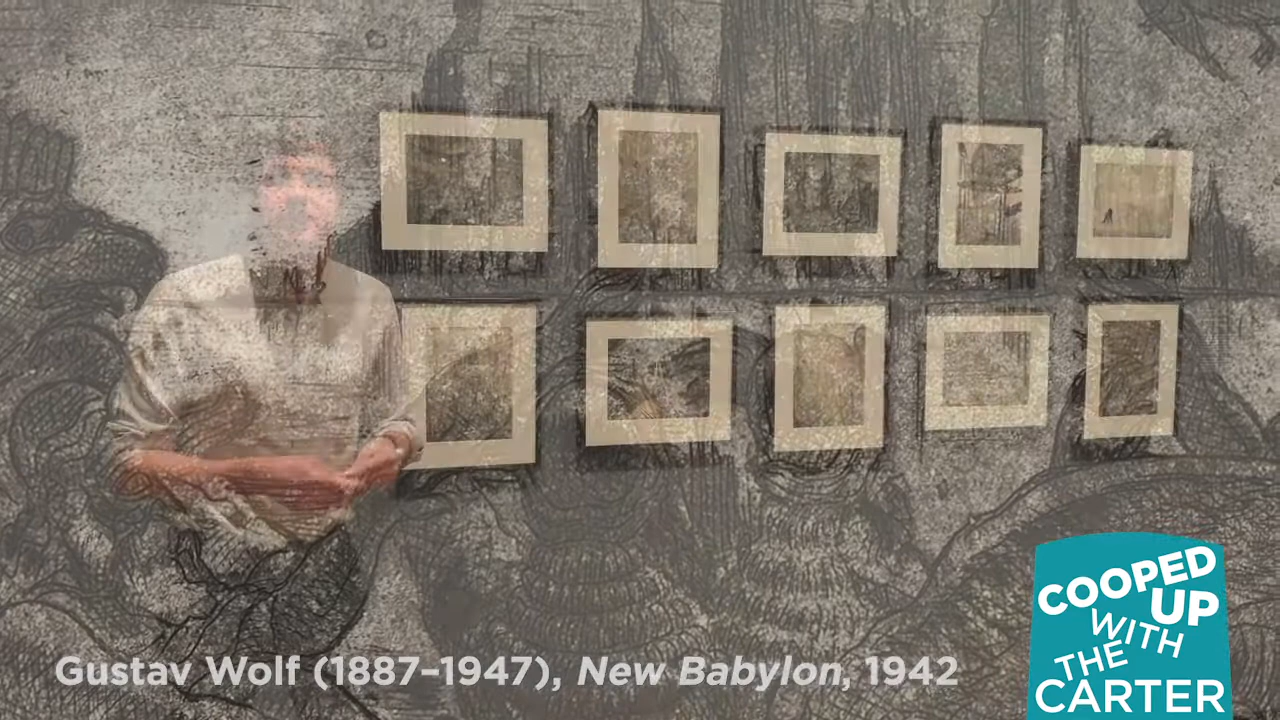 Gustav Wolf (1887–1947), New Babylon, 1942
COOPED
UP
WITH
THE
CARTER